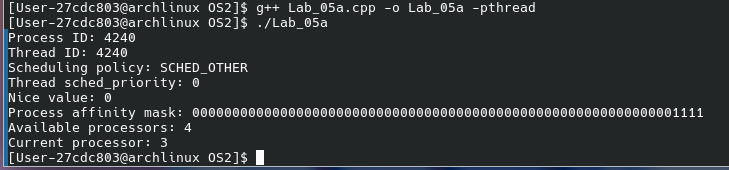 [User-27cdc803@archlinux OS2]$ g++ Lab_05a.cpp -o Lab_05a -pthread
[User-27cdc803@archlinux OS2]$ ./Lab_05a
Process ID: 4240
Thread ID: 4240
Scheduling policy: SCHED_OTHER
Thread sched_priority: 0
Nice value: 0
Process affinity mask: 0000000000000000000000000000000000000000000000000000000000001111
Available processors: 4
Current processor: 3
[User-27cdc803@archlinux OS2]$